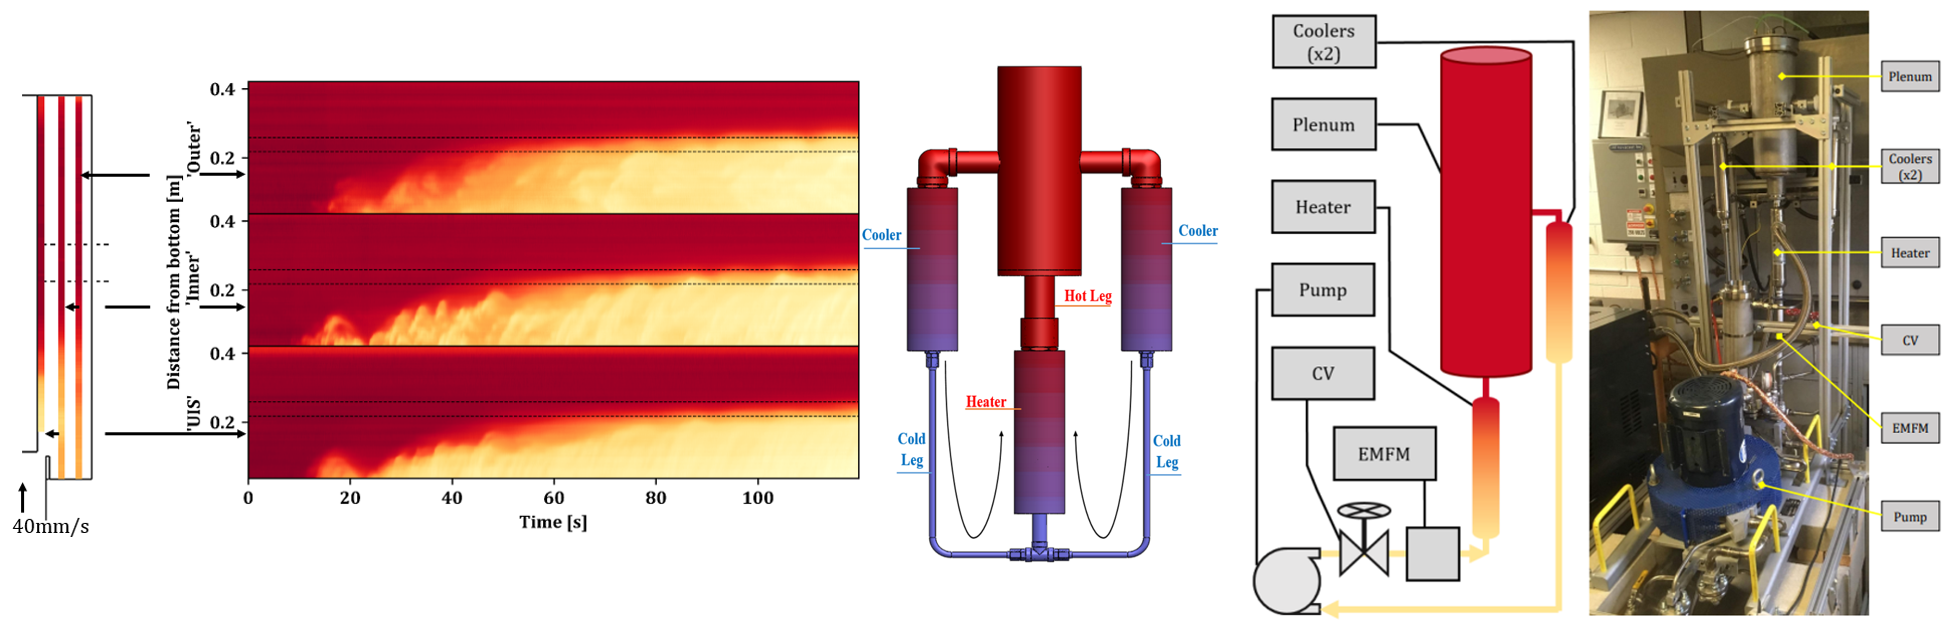 40mm/s
Distance from bottom [m]
'Outer'
'Inner'
'UIS'
0.4
0.2
0.4
0.2
0.4
0.2
0
20
40
60
80
100
Time [s]
Cooler
Cooler
Hot Leg
Heater
Cold
Leg
Cold
Leg
Coolers
(x2)
Plenum
Heater
Pump
CV
EMFM
Plenum
Coolers
(x2)
Heater
CV
EMFM
Pump